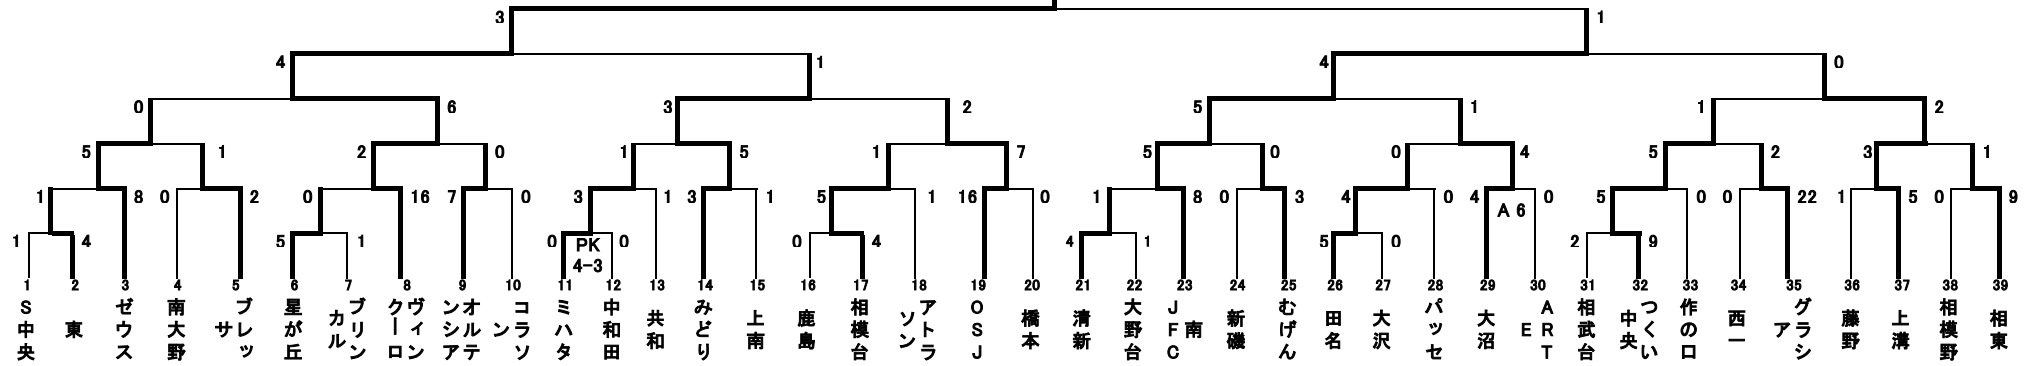 3 1
4 1 4 0
0 6 3 2 5 1 1 2
5 1 2 0 1 5 1 7 5 0 0 4 5 2 3 1
1 8 0 2 0 16 7 0 3 1 3 1 5 1 16 0 1 8 0 3 4 0 4 A 6 0 5 0 0 22 1 5 0 9
1 4 5 1 0 PK 0 0 4 4 1 5 0 2 9
4-3
1 2 3 4 5 6 7 8 9 10 11 12 13 14 15 16 17 18 19 20 21 22 23 24 25 26 27 28 29 30 31 32 33 34 35 36 37 38 39
S中央
東
ゼウス
南大野
ブレッ
サ
星が丘
ブリン
カル
ヴィン
クーロ
オルテ
ンシア
コラソ
ン
ミハタ
中和田
共和
みどり
上南
鹿島
相模台
アトラ
ソン
OSJ
橋本
清新
大野台
南
JFC
新磯
むげん
田名
大沢
パッセ
大沼
ART
E
相武台
つくい
中央
作の口
西一
グラシ
ア
藤野
上溝
相模野
相東